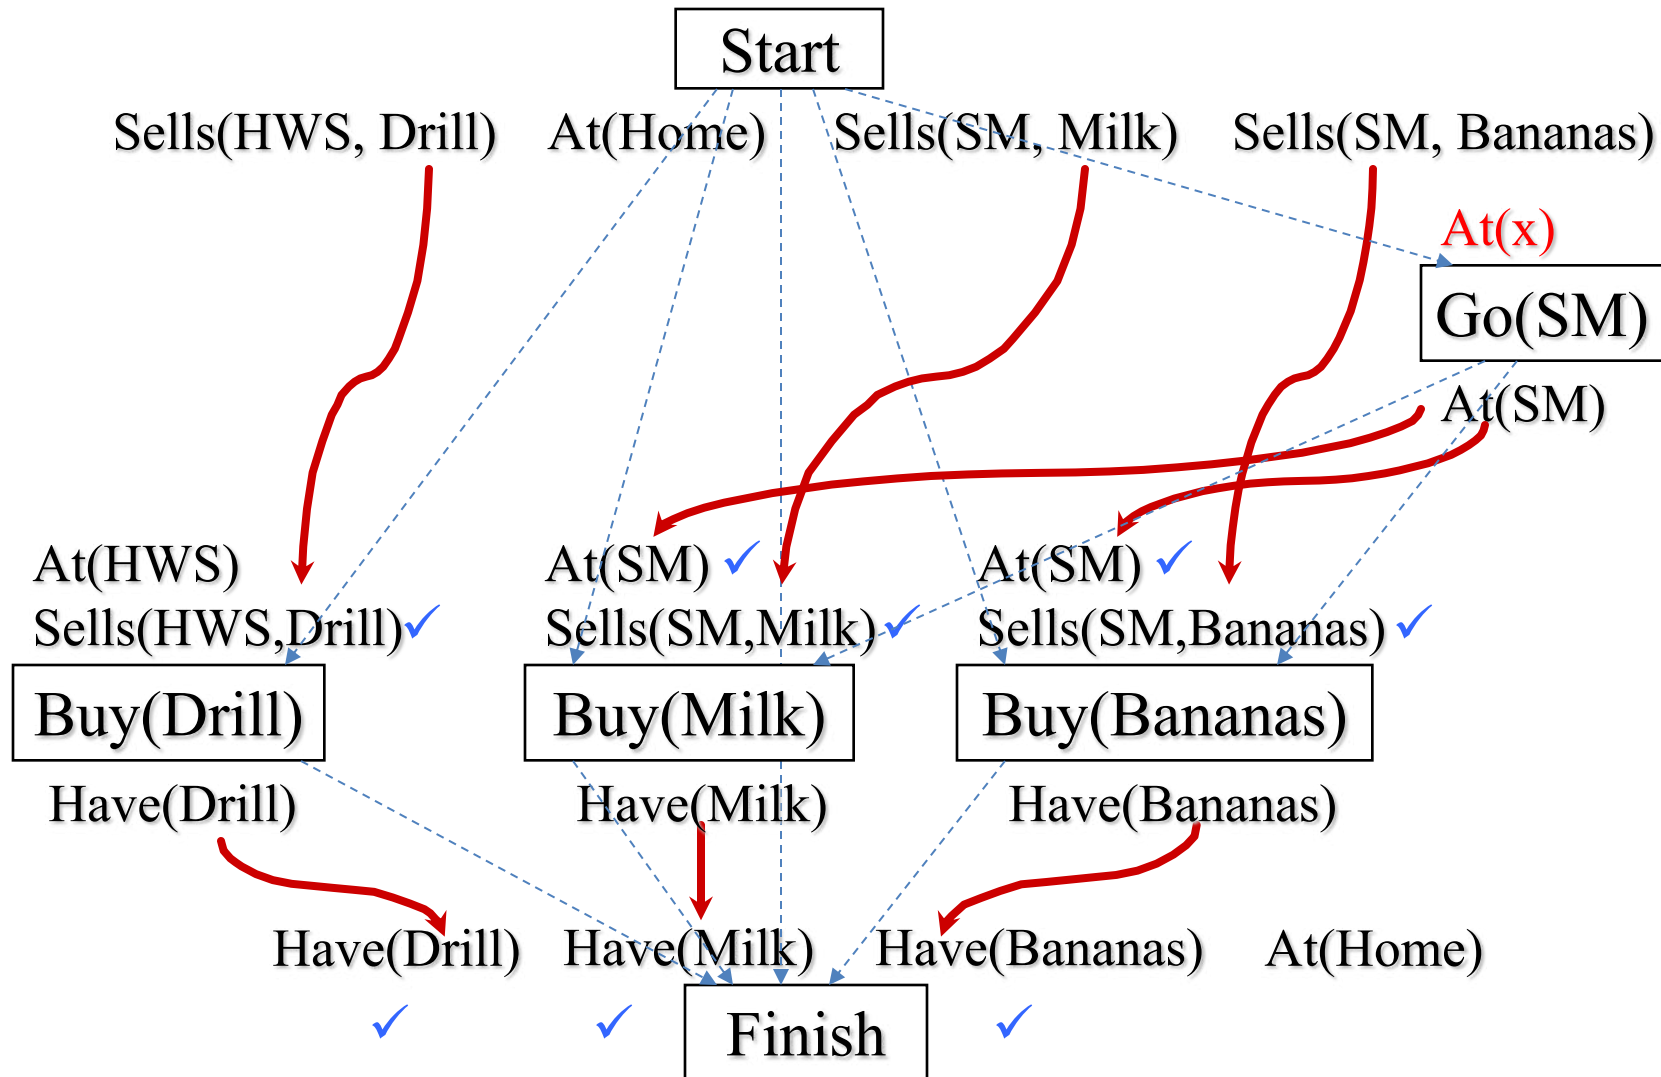 Start
Sells(HWS, Drill) At(Home) Sells(SM, Milk) Sells(SM, Bananas)
At(x)
Go(SM)
At(SM)
At(HWS) At(SM) ✓ At(SM) ✓
Sells(HWS,Drill) ✓ Sells(SM,Milk) ✓ Sells(SM,Bananas) ✓
Buy(Drill) Buy(Milk) Buy(Bananas)
Have(Drill) Have(Milk) Have(Bananas)
Have(Drill) Have(Milk) Have(Bananas) At(Home)
✓ ✓ ✓
Finish